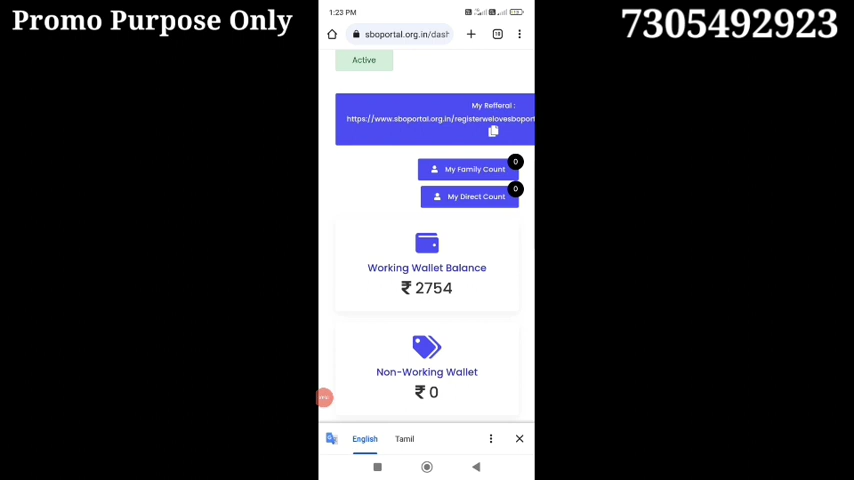 Promo Purpose Only
7305492923
1:23 PM
sboportal.org.in/dash
18
Active
My Refferal :
https://www.sboportal.org.in/registerwelovesboport
My Family Count 0
My Direct Count 0
Working Wallet Balance
₹ 2754
Non-Working Wallet
₹ 0
English Tamil